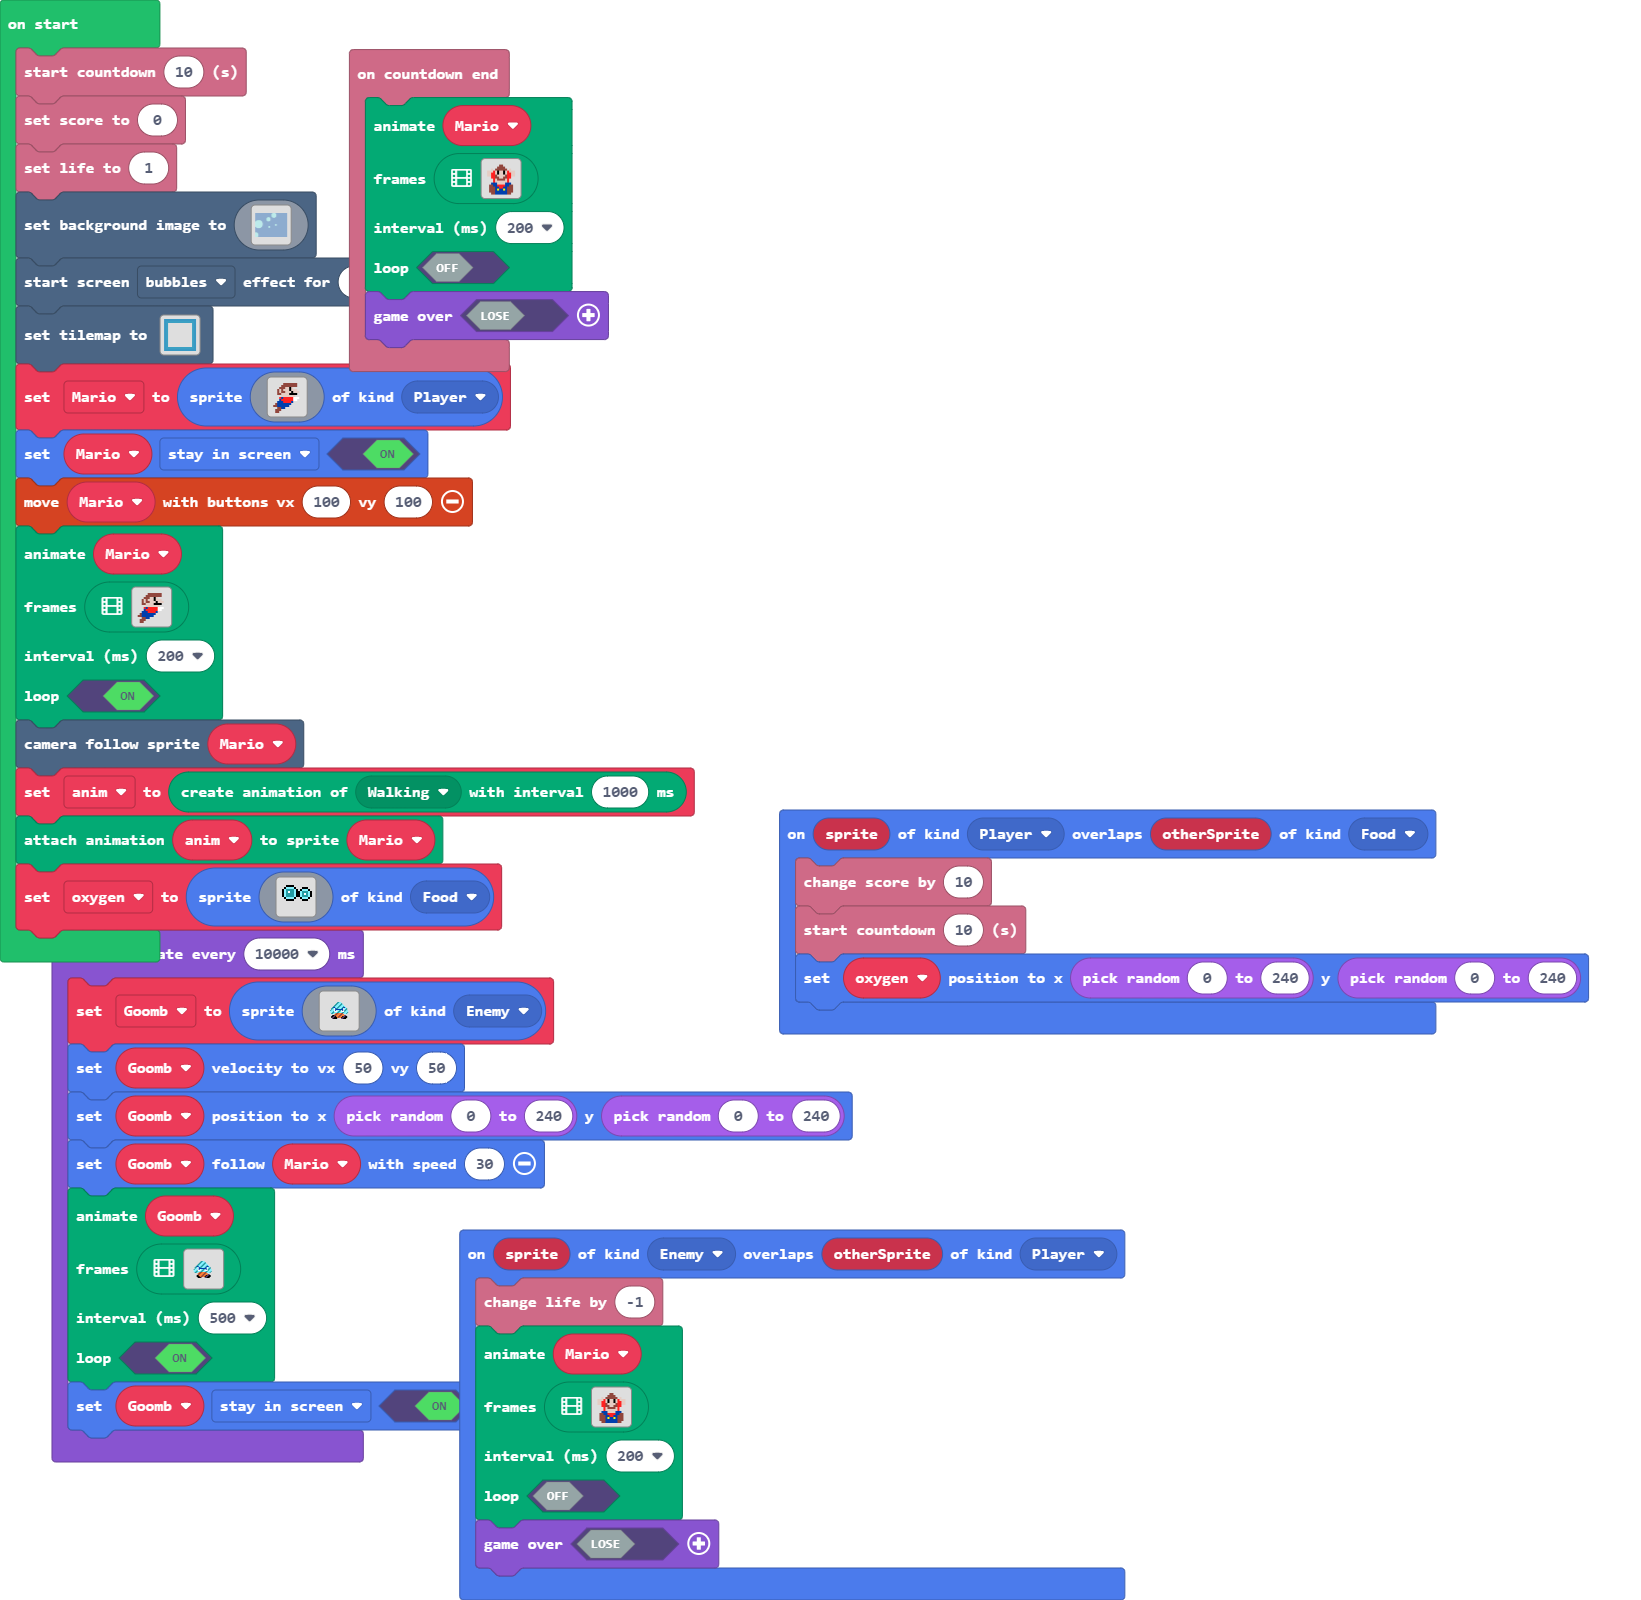 on start
start countdown 10 (s)
set score to 0
set life to 1
set background image to
start screen bubbles effect for
set tilemap to
set Mario to sprite of kind Player
set Mario stay in screen ON
move Mario with buttons vx 100 vy 100
animate Mario
frames
interval (ms) 200
loop ON
camera follow sprite Mario
set anim to create animation of Walking with interval 1000 ms
attach animation anim to sprite Mario
set oxygen to sprite of kind Food
on countdown end
animate Mario
frames
interval (ms) 200
loop OFF
game over LOSE
on sprite of kind Player overlaps otherSprite of kind Food
change score by 10
start countdown 10 (s)
set oxygen position to x pick random 0 to 240 y pick random 0 to 240
ate every 10000 ms
set Goomb to sprite of kind Enemy
set Goomb velocity to vx 50 vy 50
set Goomb position to x pick random 0 to 240 y pick random 0 to 240
set Goomb follow Mario with speed 30
animate Goomb
frames
interval (ms) 500
loop ON
set Goomb stay in screen ON
on sprite of kind Enemy overlaps otherSprite of kind Player
change life by -1
animate Mario
frames
interval (ms) 200
loop OFF
game over LOSE